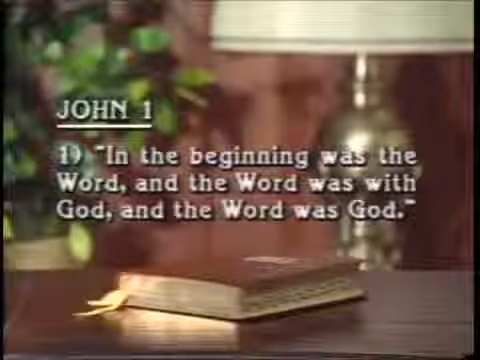 JOHN 1
1) "In the beginning was the
Word, and the Word was with
God, and the Word was God."